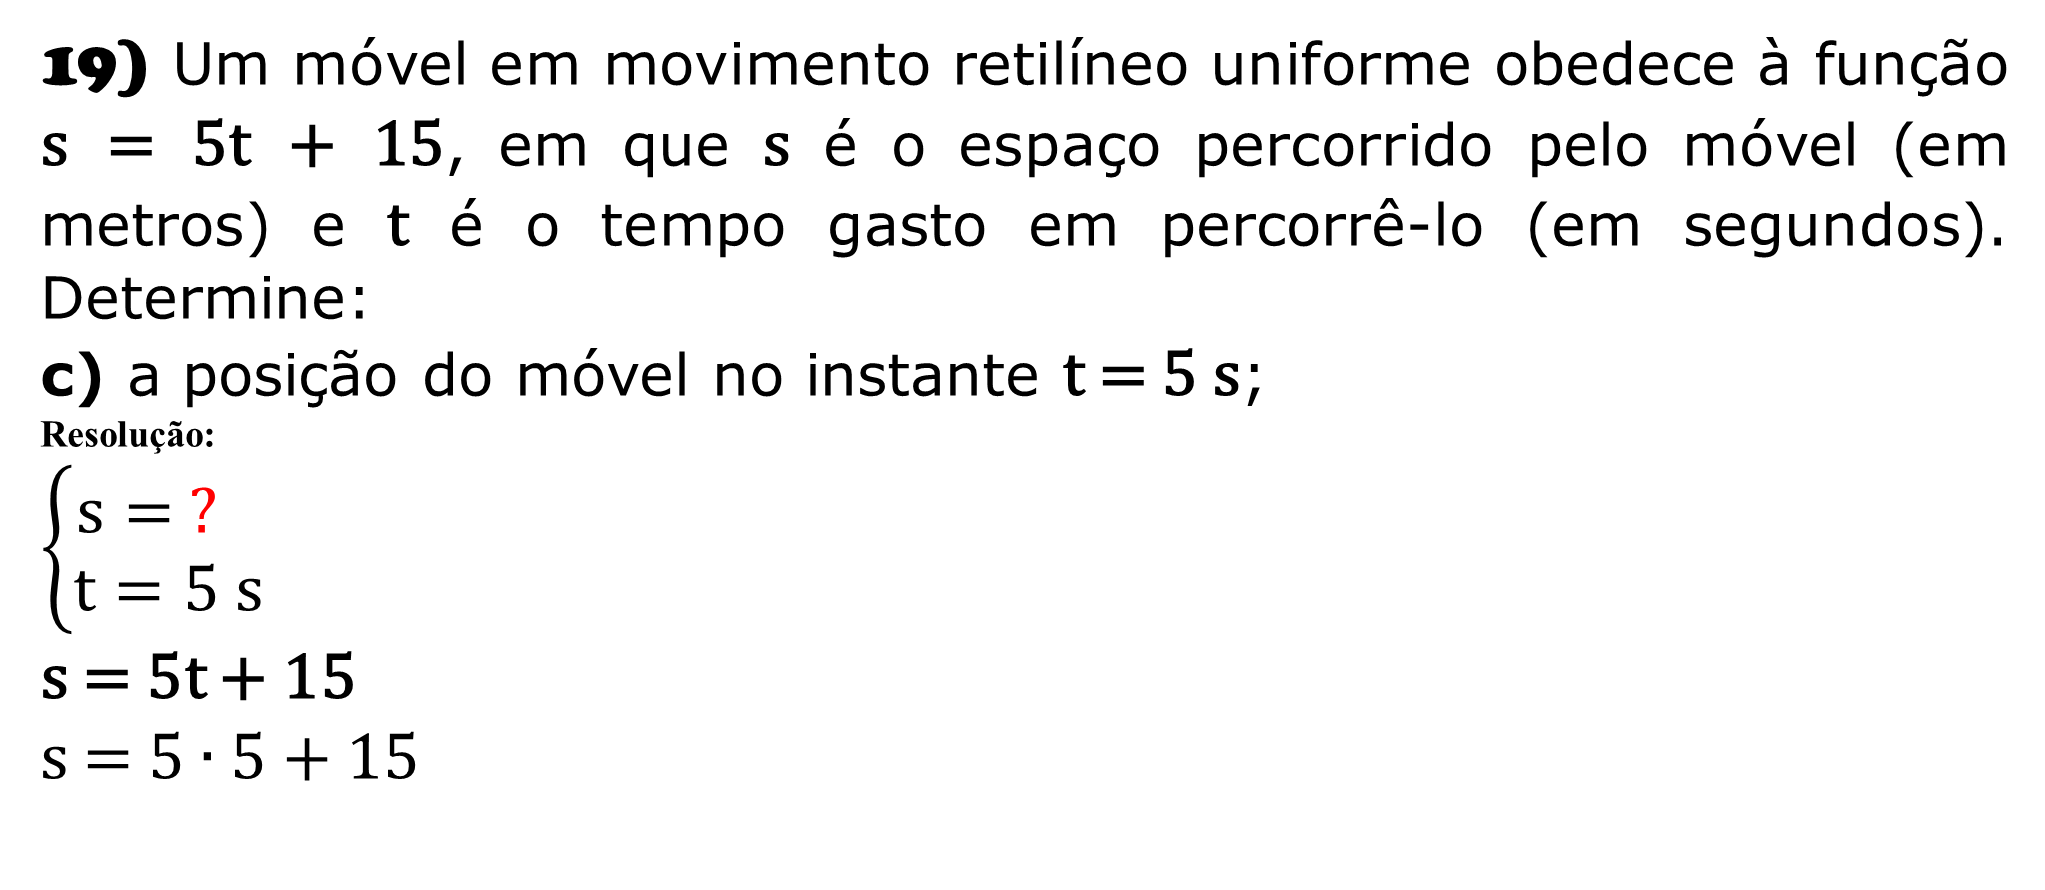 19) Um móvel em movimento retilíneo uniforme obedece à função
s = 5t + 15, em que s é o espaço percorrido pelo móvel (em
metros) e t é o tempo gasto em percorrê-lo (em segundos).
Determine:
c) a posição do móvel no instante t = 5 s;
Resolução:
s = ?
t = 5 s
s = 5t + 15
s = 5 · 5 + 15